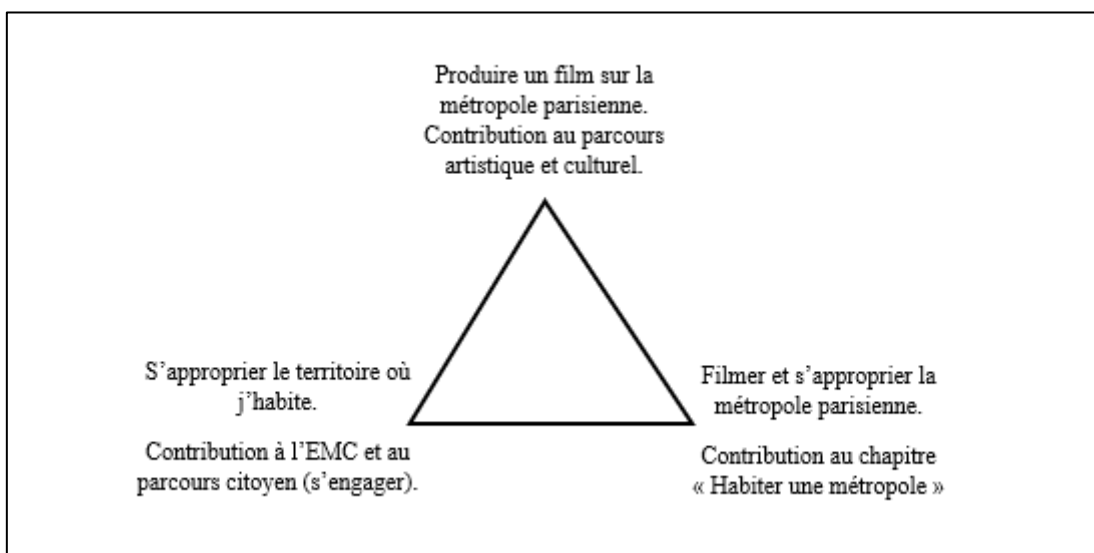 Produire un film sur la
métropole parisienne.
Contribution au parcours
artistique et culturel.
S’approprier le territoire où
j’habite.
Contribution à l’EMC et au
parcours citoyen (s’engager).
Filmer et s’approprier la
métropole parisienne.
Contribution au chapitre
« Habiter une métropole »